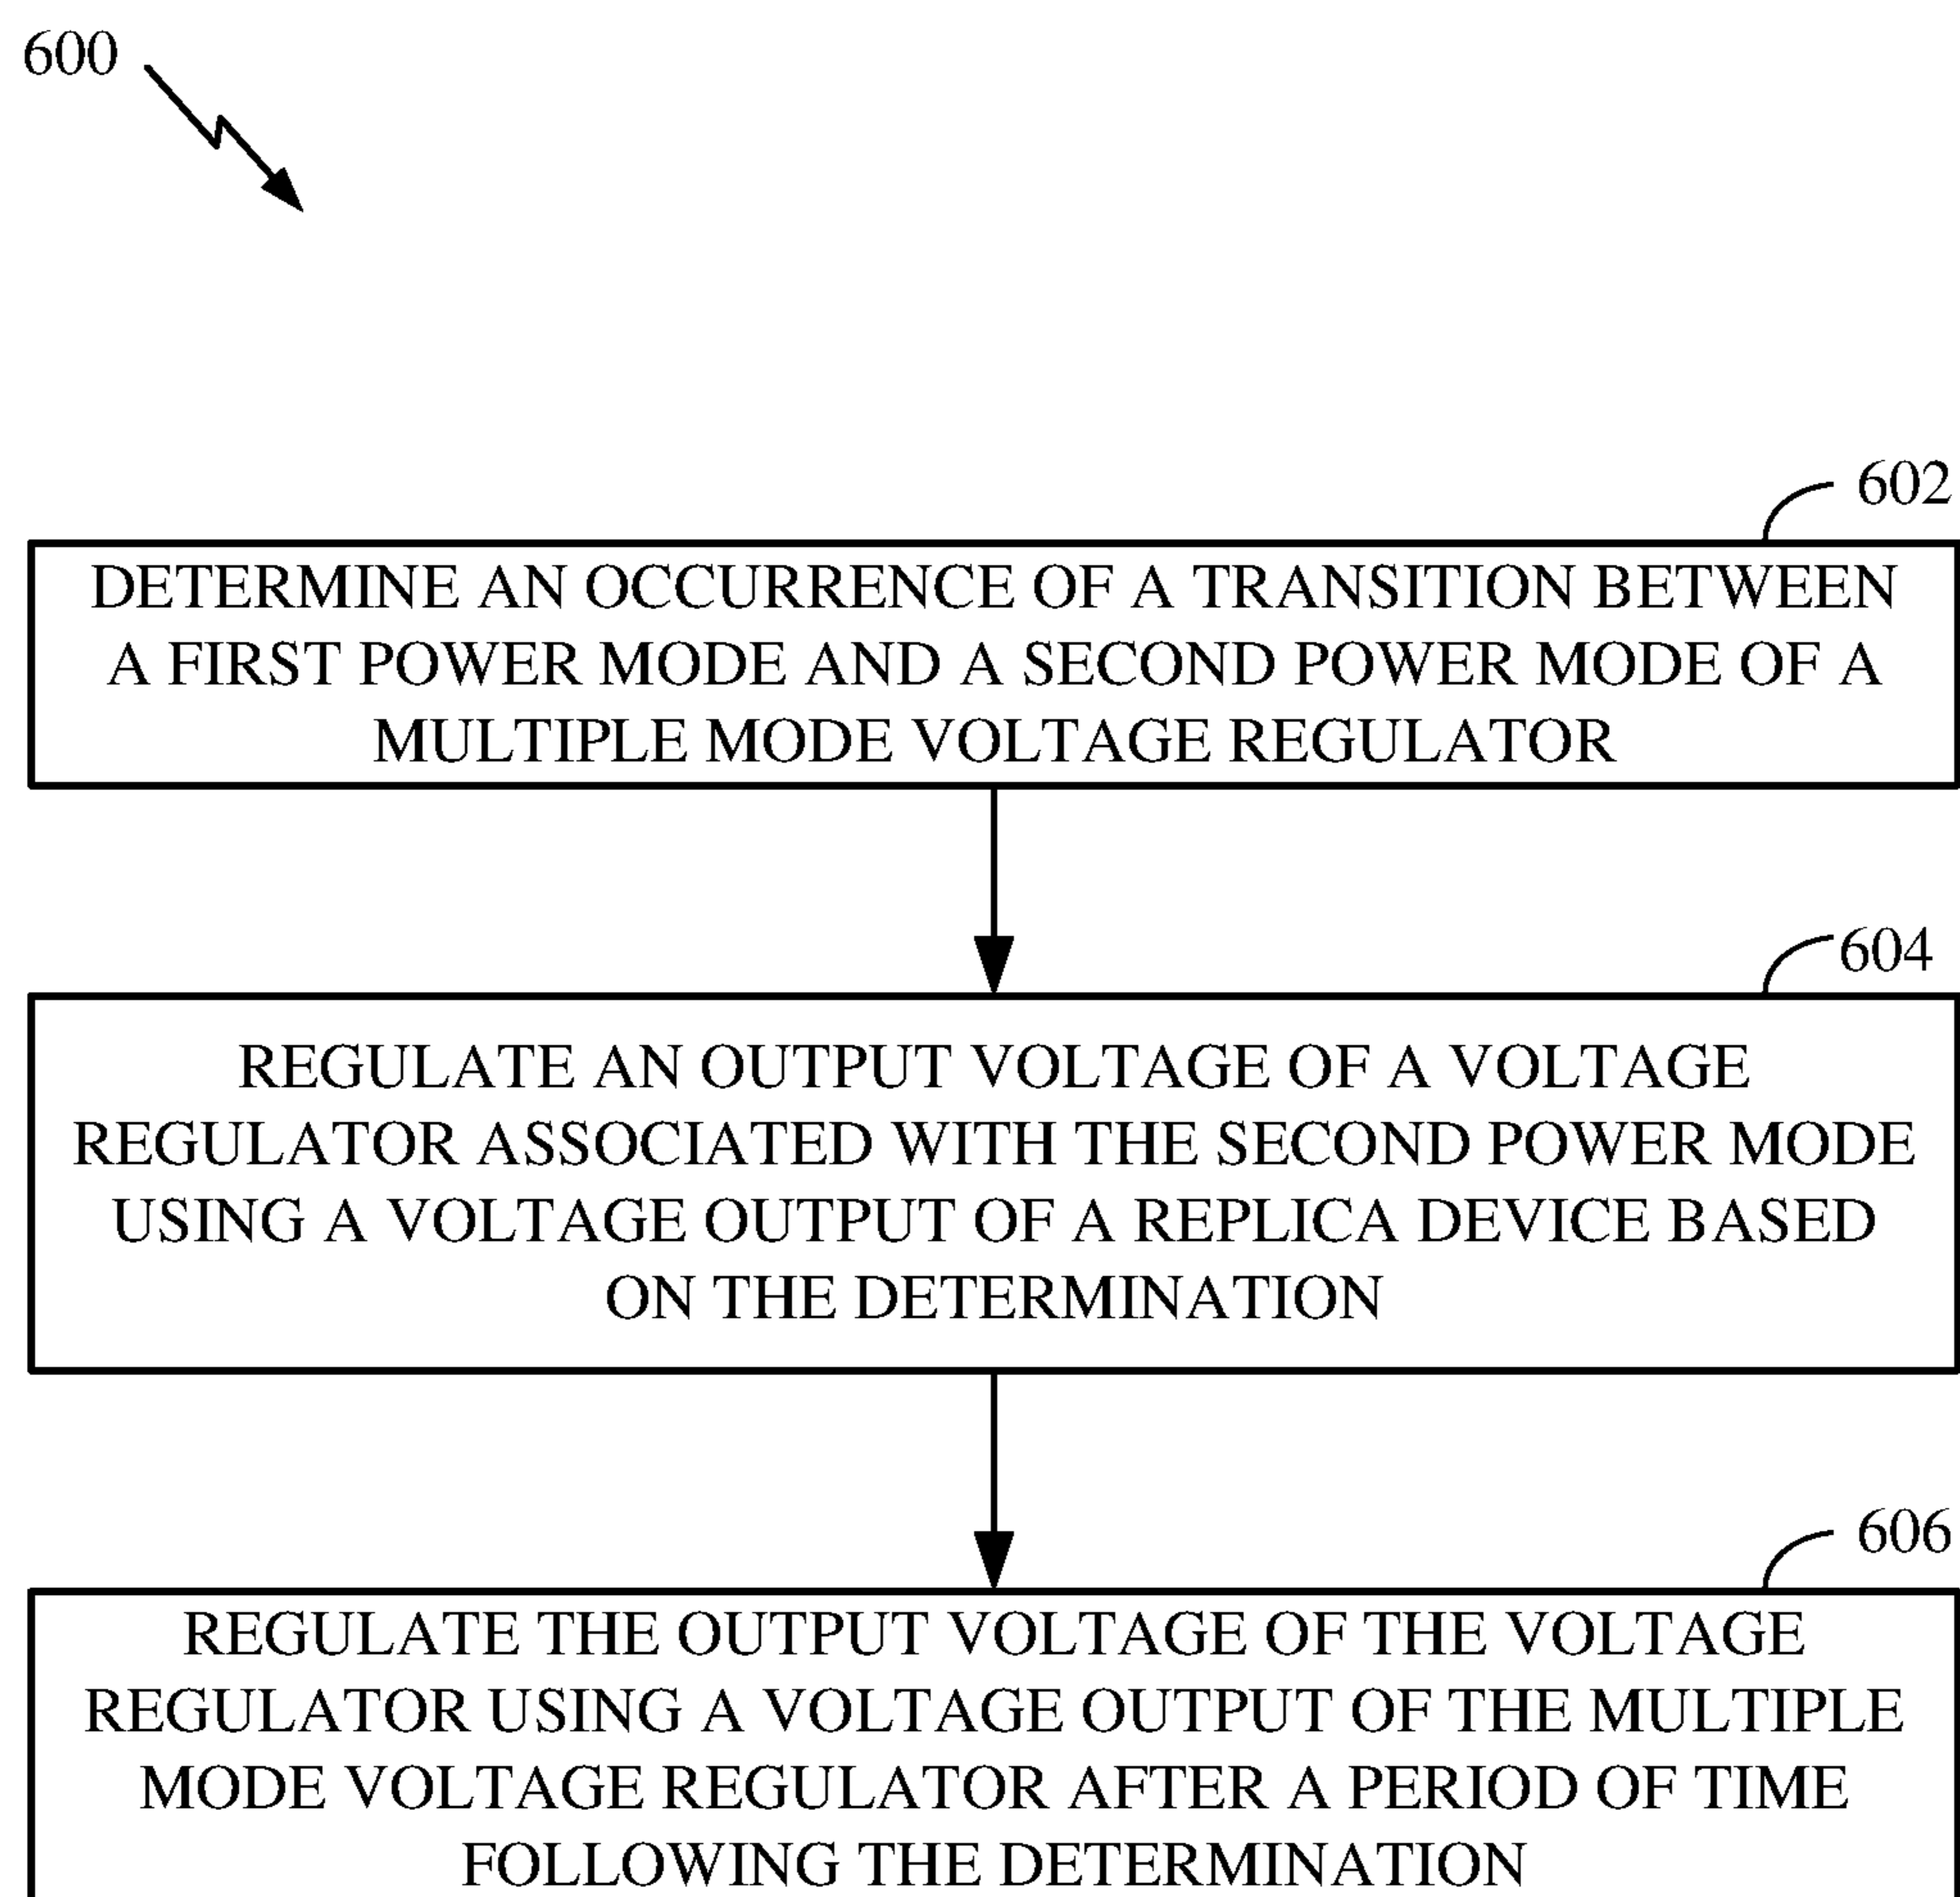 600
602
DETERMINE AN OCCURRENCE OF A TRANSITION BETWEEN
A FIRST POWER MODE AND A SECOND POWER MODE OF A
MULTIPLE MODE VOLTAGE REGULATOR
604
REGULATE AN OUTPUT VOLTAGE OF A VOLTAGE
REGULATOR ASSOCIATED WITH THE SECOND POWER MODE
USING A VOLTAGE OUTPUT OF A REPLICA DEVICE BASED
ON THE DETERMINATION
606
REGULATE THE OUTPUT VOLTAGE OF THE VOLTAGE
REGULATOR USING A VOLTAGE OUTPUT OF THE MULTIPLE
MODE VOLTAGE REGULATOR AFTER A PERIOD OF TIME
FOLLOWING THE DETERMINATION